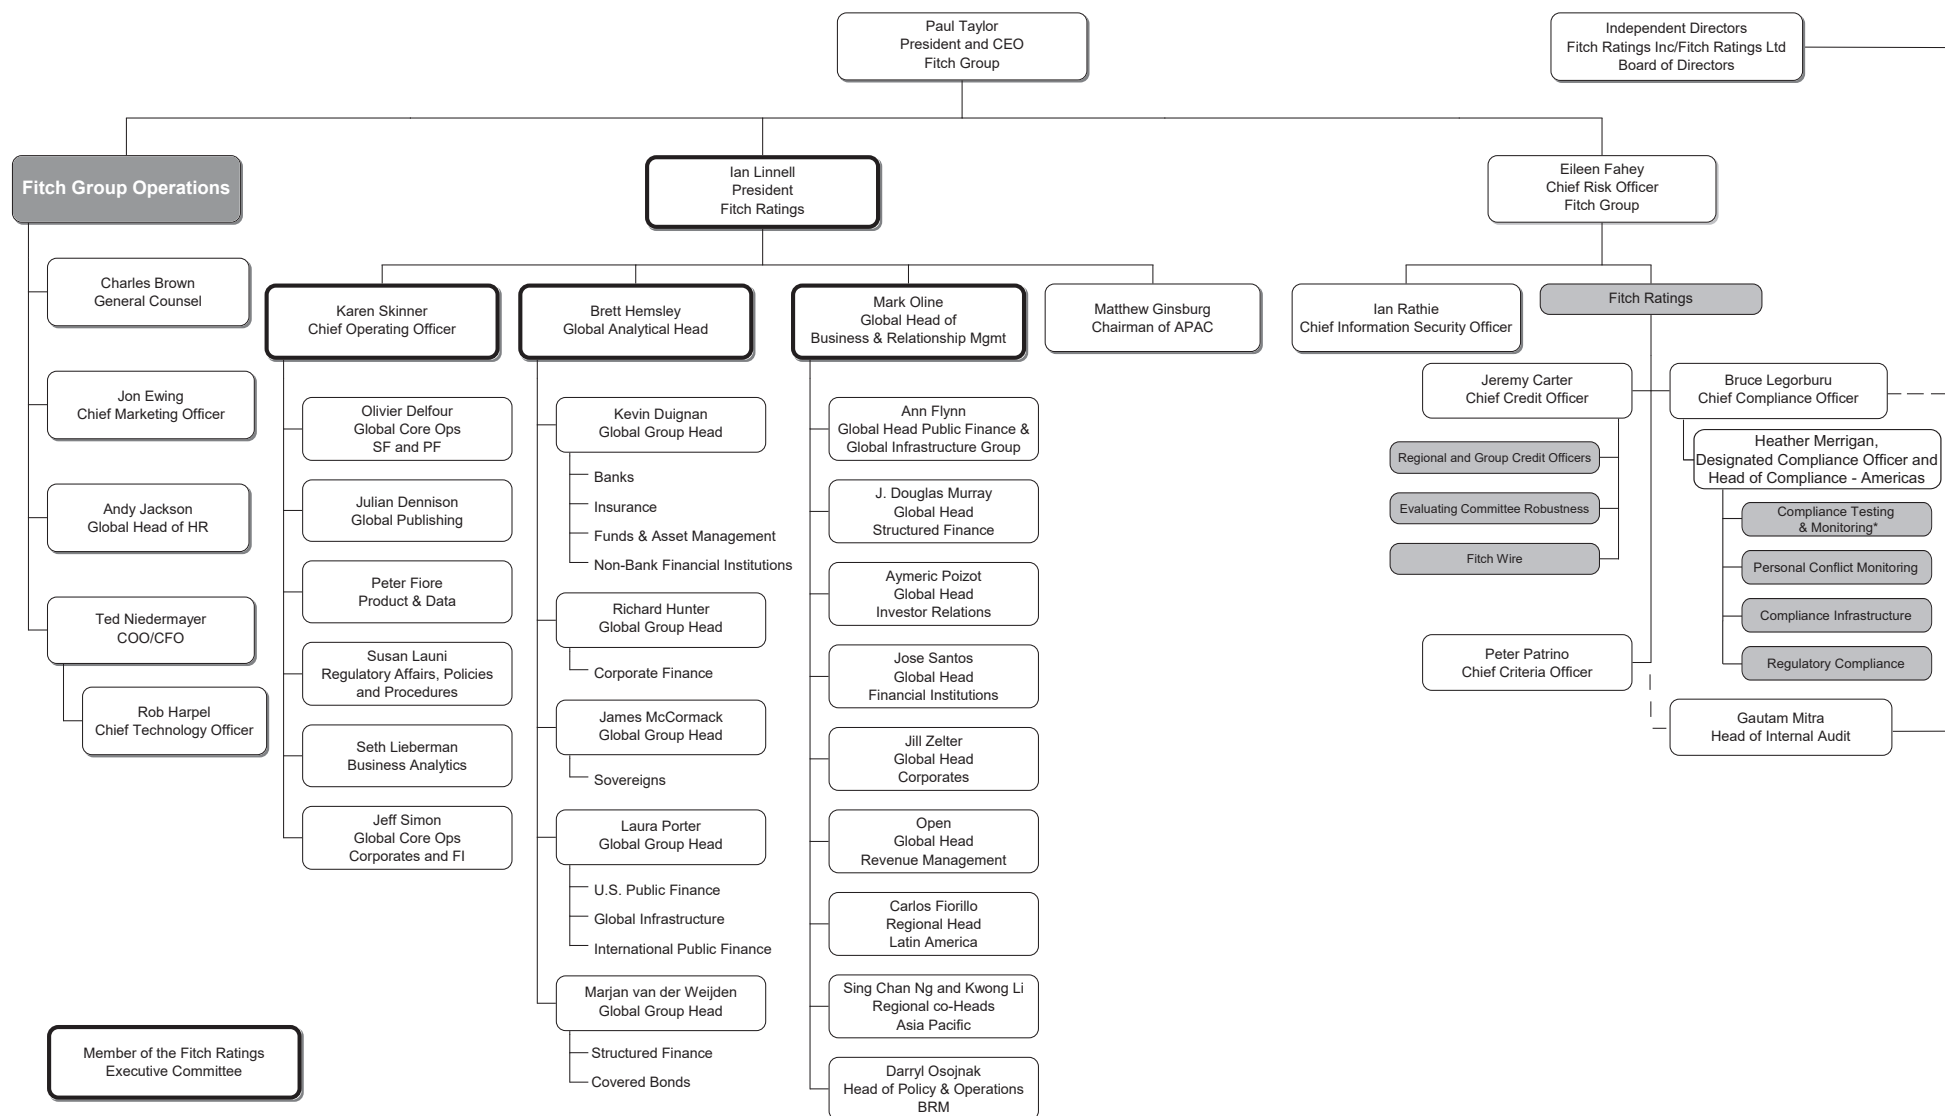 Paul Taylor
President and CEO
Fitch Group
Independent Directors
Fitch Ratings Inc/Fitch Ratings Ltd
Board of Directors
Fitch Group Operations
Ian Linnell
President
Fitch Ratings
Eileen Fahey
Chief Risk Officer
Fitch Group
Charles Brown
General Counsel
Jon Ewing
Chief Marketing Officer
Andy Jackson
Global Head of HR
Ted Niedermayer
COO/CFO
Rob Harpel
Chief Technology Officer
Karen Skinner
Chief Operating Officer
Olivier Delfour
Global Core Ops
SF and PF
Julian Dennison
Global Publishing
Peter Fiore
Product & Data
Susan Launi
Regulatory Affairs, Policies
and Procedures
Seth Lieberman
Business Analytics
Jeff Simon
Global Core Ops
Corporates and FI
Brett Hemsley
Global Analytical Head
Kevin Duignan
Global Group Head
Banks
Insurance
Funds & Asset Management
Non-Bank Financial Institutions
Richard Hunter
Global Group Head
Corporate Finance
James McCormack
Global Group Head
Sovereigns
Laura Porter
Global Group Head
U.S. Public Finance
Global Infrastructure
International Public Finance
Marjan van der Weijden
Global Group Head
Structured Finance
Covered Bonds
Mark Oline
Global Head of
Business & Relationship Mgmt
Ann Flynn
Global Head Public Finance &
Global Infrastructure Group
J. Douglas Murray
Global Head
Structured Finance
Aymeric Poizot
Global Head
Investor Relations
Jose Santos
Global Head
Financial Institutions
Jill Zelter
Global Head
Corporates
Open
Global Head
Revenue Management
Carlos Fiorillo
Regional Head
Latin America
Sing Chan Ng and Kwong Li
Regional co-Heads
Asia Pacific
Darryl Osojnak
Head of Policy & Operations
BRM
Matthew Ginsburg
Chairman of APAC
Ian Rathie
Chief Information Security Officer
Fitch Ratings
Jeremy Carter
Chief Credit Officer
Regional and Group Credit Officers
Evaluating Committee Robustness
Fitch Wire
Bruce Legorburu
Chief Compliance Officer
Heather Merrigan,
Designated Compliance Officer and
Head of Compliance - Americas
Compliance Testing
& Monitoring*
Personal Conflict Monitoring
Compliance Infrastructure
Regulatory Compliance
Peter Patrino
Chief Criteria Officer
Gautam Mitra
Head of Internal Audit
Member of the Fitch Ratings
Executive Committee